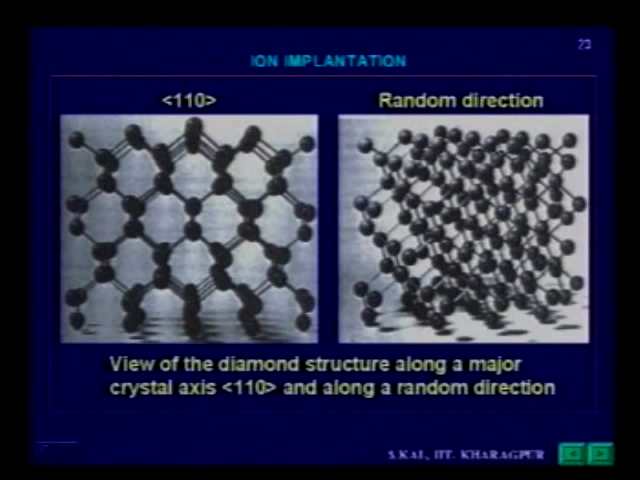 23
ION IMPLANTATION
<110>
Random direction
View of the diamond structure along a major
crystal axis <110> and along a random direction
S.KAL, IIT. KHARAGPUR